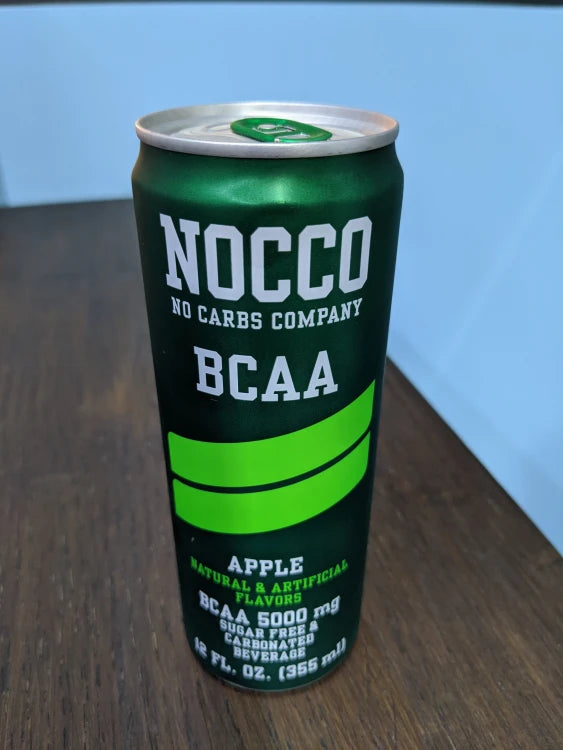 NOCCO
NO CARBS COMPANY
BCAA
APPLE
NATURAL & ARTIFICIAL
FLAVORS
BCAA 5000 mg
SUGAR FREE &
CARBONATED
BEVERAGE
12 FL. OZ. (355 ml)